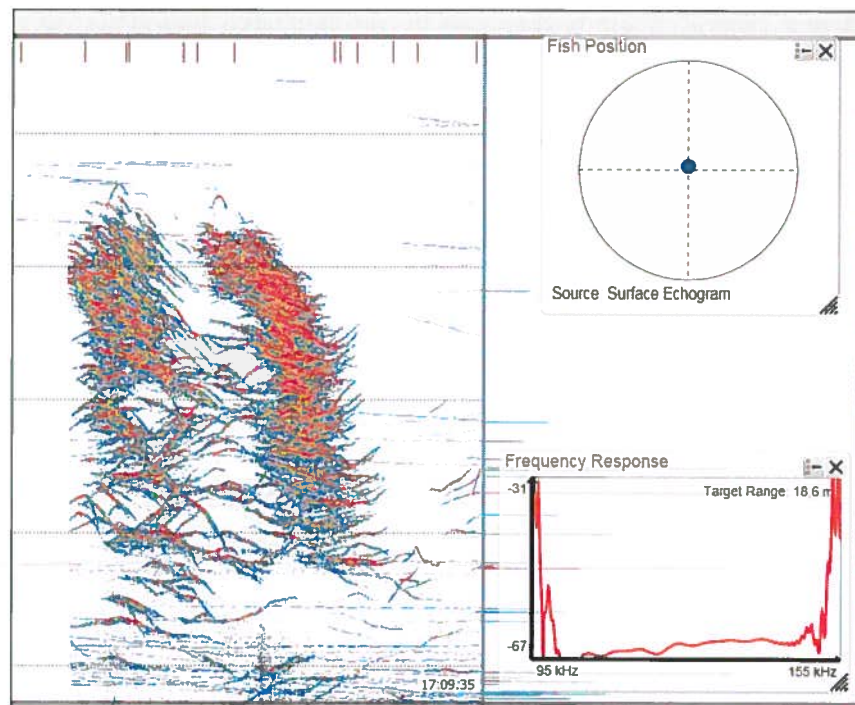 Fish Position
Source Surface Echogram
Frequency Response
-31
Target Range 18.6 m
-67
95 kHz
155 kHz
17:09:35